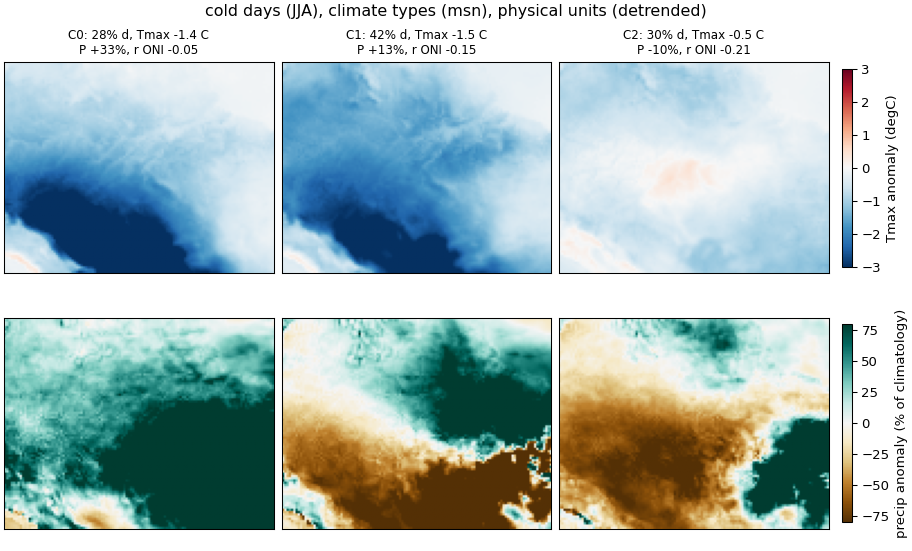 cold days (JJA), climate types (msn), physical units (detrended)
C0: 28% d, Tmax -1.4 C
P +33%, r ONI -0.05
C1: 42% d, Tmax -1.5 C
P +13%, r ONI -0.15
C2: 30% d, Tmax -0.5 C
P -10%, r ONI -0.21
3
2
1
0
−1
−2
−3
Tmax anomaly (degC)
75
50
25
0
−25
−50
−75
precip anomaly (% of climatology)